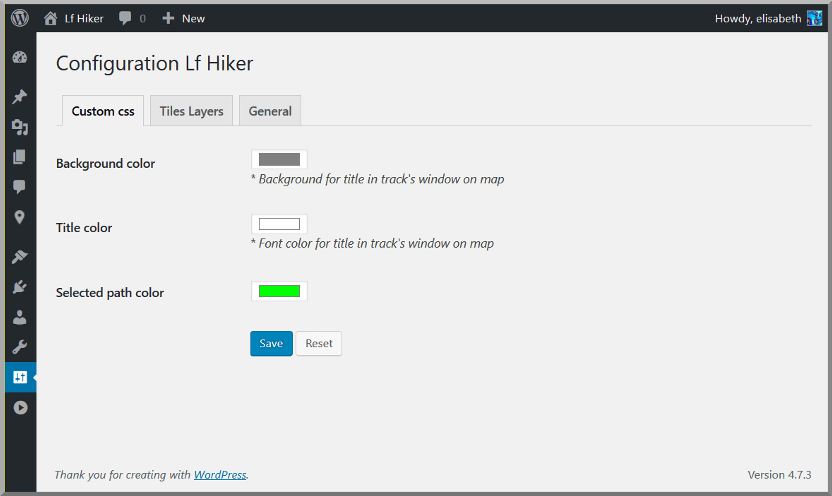 Lf Hiker 0 New Howdy, elisabeth
Configuration Lf Hiker
Custom css Tiles Layers General
Background color
* Background for title in track's window on map
Title color
* Font color for title in track's window on map
Selected path color
Save Reset
Thank you for creating with WordPress. Version 4.7.3